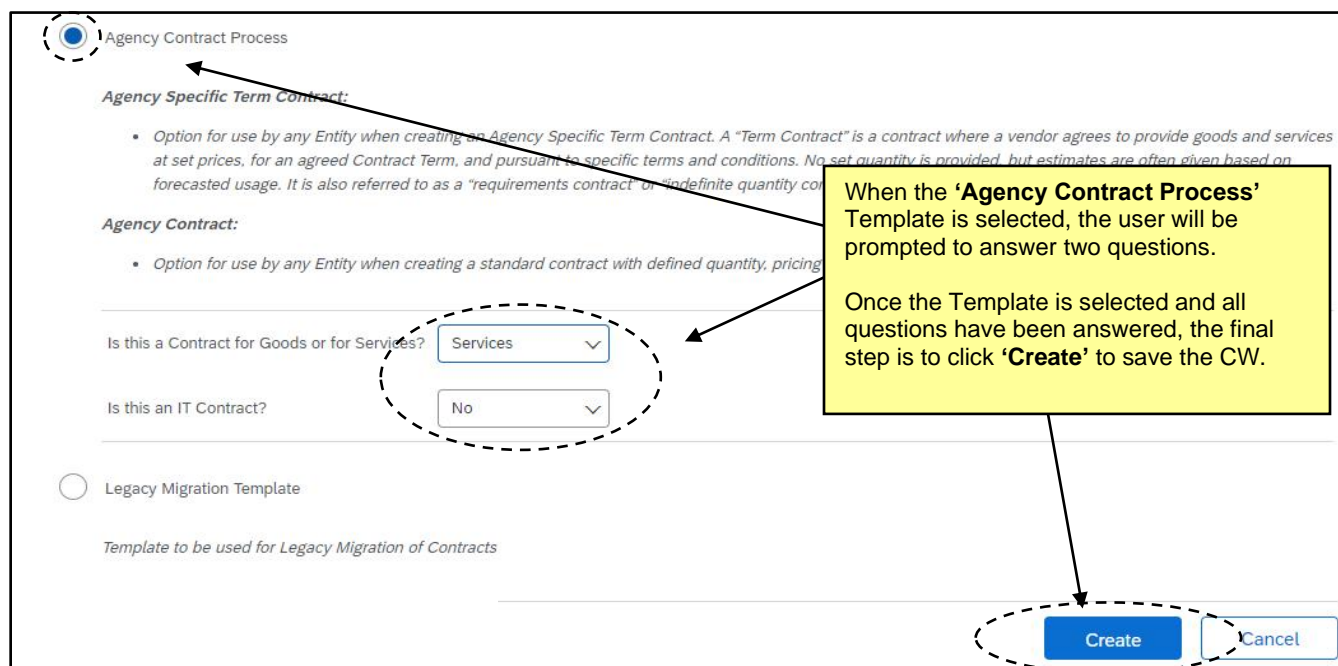 Agency Contract Process
Agency Specific Term Contract:
• Option for use by any Entity when creating an Agency Specific Term Contract. A “Term Contract” is a contract where a vendor agrees to provide goods and services
at set prices, for an agreed Contract Term, and pursuant to specific terms and conditions. No set quantity is provided, but estimates are often given based on
forecasted usage. It is also referred to as a “requirements contract” or “indefinite quantity
Agency Contract:
• Option for use by any Entity when creating a standard contract with defined quantity, pricing
When the ‘Agency Contract Process’
Template is selected, the user will be
prompted to answer two questions.
Once the Template is selected and all
questions have been answered, the final
step is to click ‘Create’ to save the CW.
Is this a Contract for Goods or for Services? Services
Is this an IT Contract? No
Legacy Migration Template
Template to be used for Legacy Migration of Contracts
Create Cancel